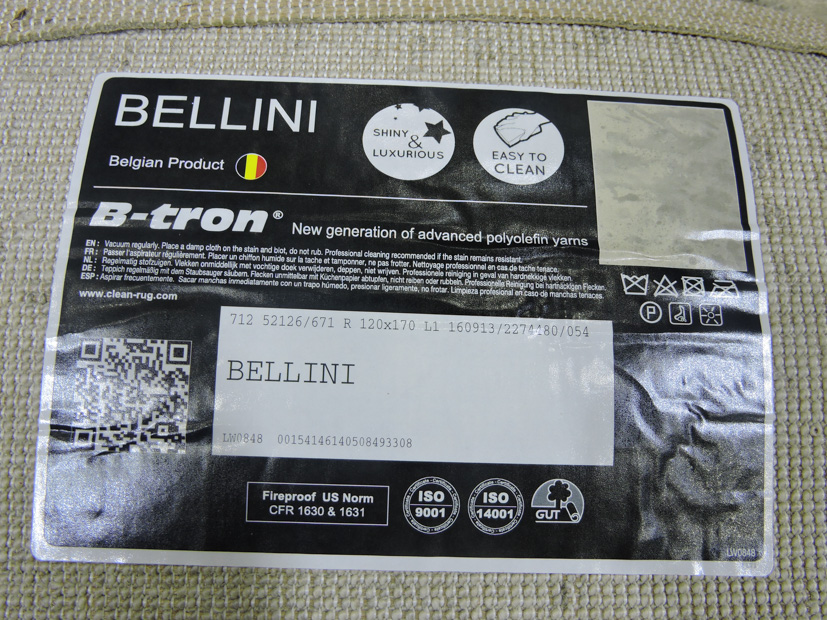 BELLINI
SHINY
&
LUXURIOUS
EASY TO
CLEAN
Belgian Product
B-tron®
New generation of advanced polyolefin yarns
EN: Vacuum regularly. Place a damp cloth on the stain and blot, do not rub. Professional cleaning recommended if the stain remains resistant.
FR: Passer l'aspirateur régulièrement. Placer un chiffon humide sur la tache et tamponner, ne pas frotter. Nettoyage professionnel en cas de tache tenace.
NL: Regelmatig stofzuigen. Vlekken onmiddellijk met vochtige doek verwijderen, deppen, niet wrijven. Professionele reiniging in geval van hardnekkige vlekken.
DE: Teppich regelmäßig mit dem Staubsauger säubern. Flecken unmittelbar mit Küchenpapier abtupfen, nicht reiben oder rubbeln. Professionelle Reinigung bei hartnäckigen Flecken.
ESP: Aspirar frecuentemente. Sacar manchas inmediatamente con un trapo húmedo, presionar ligeramente, no frotar. Limpieza profesional en caso de manchas tenaces.
www.clean-rug.com
P
712 52126/671 R 120x170 L1 160913/2274480/054
BELLINI
LW0848 00154146140508493308
Fireproof US Norm
CFR 1630 & 1631
ISO
9001
ISO
14001
GUT
LW0848